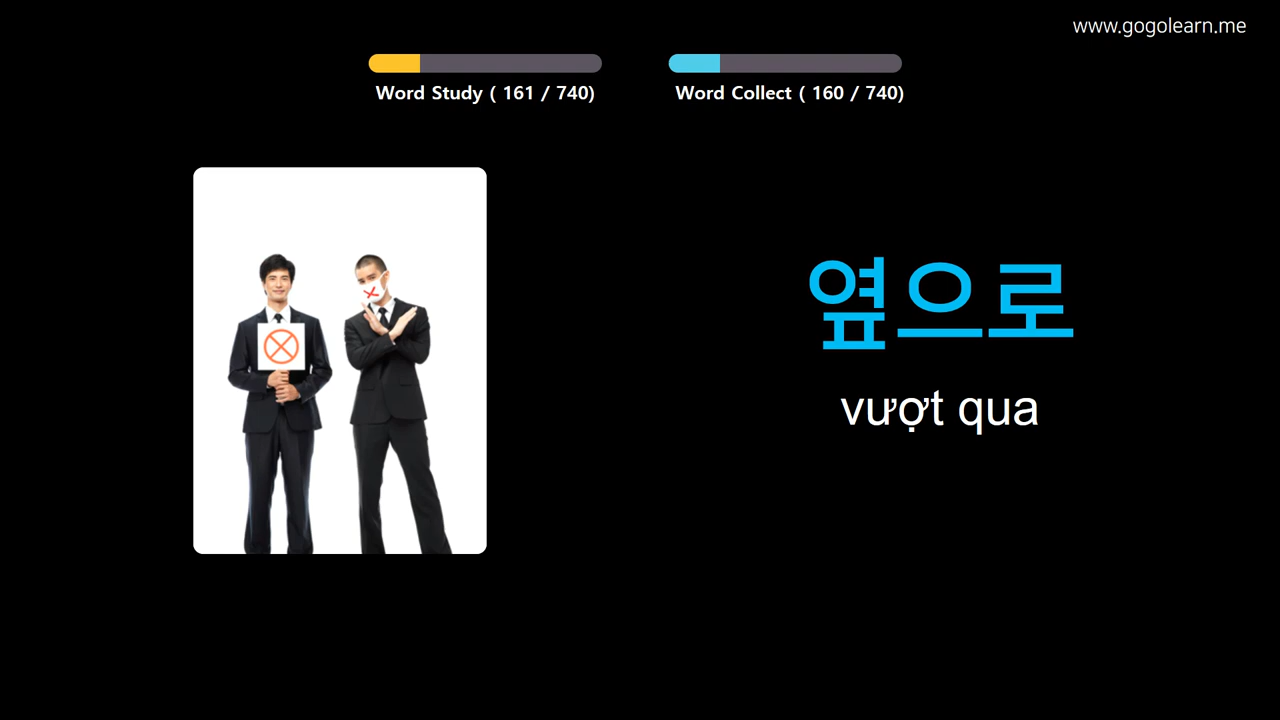 www.gogolearn.me
Word Study ( 161 / 740)
Word Collect ( 160 / 740)
옆으로
vượt qua